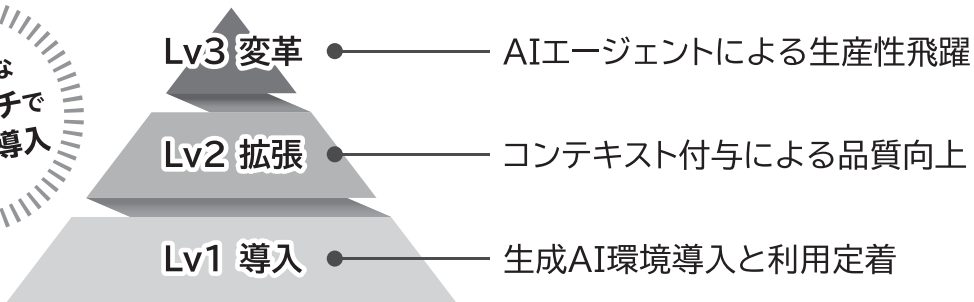 な
チで
導入
Lv3 変革
AIエージェントによる生産性飛躍
Lv2 拡張
コンテキスト付与による品質向上
Lv1 導入
生成AI環境導入と利用定着